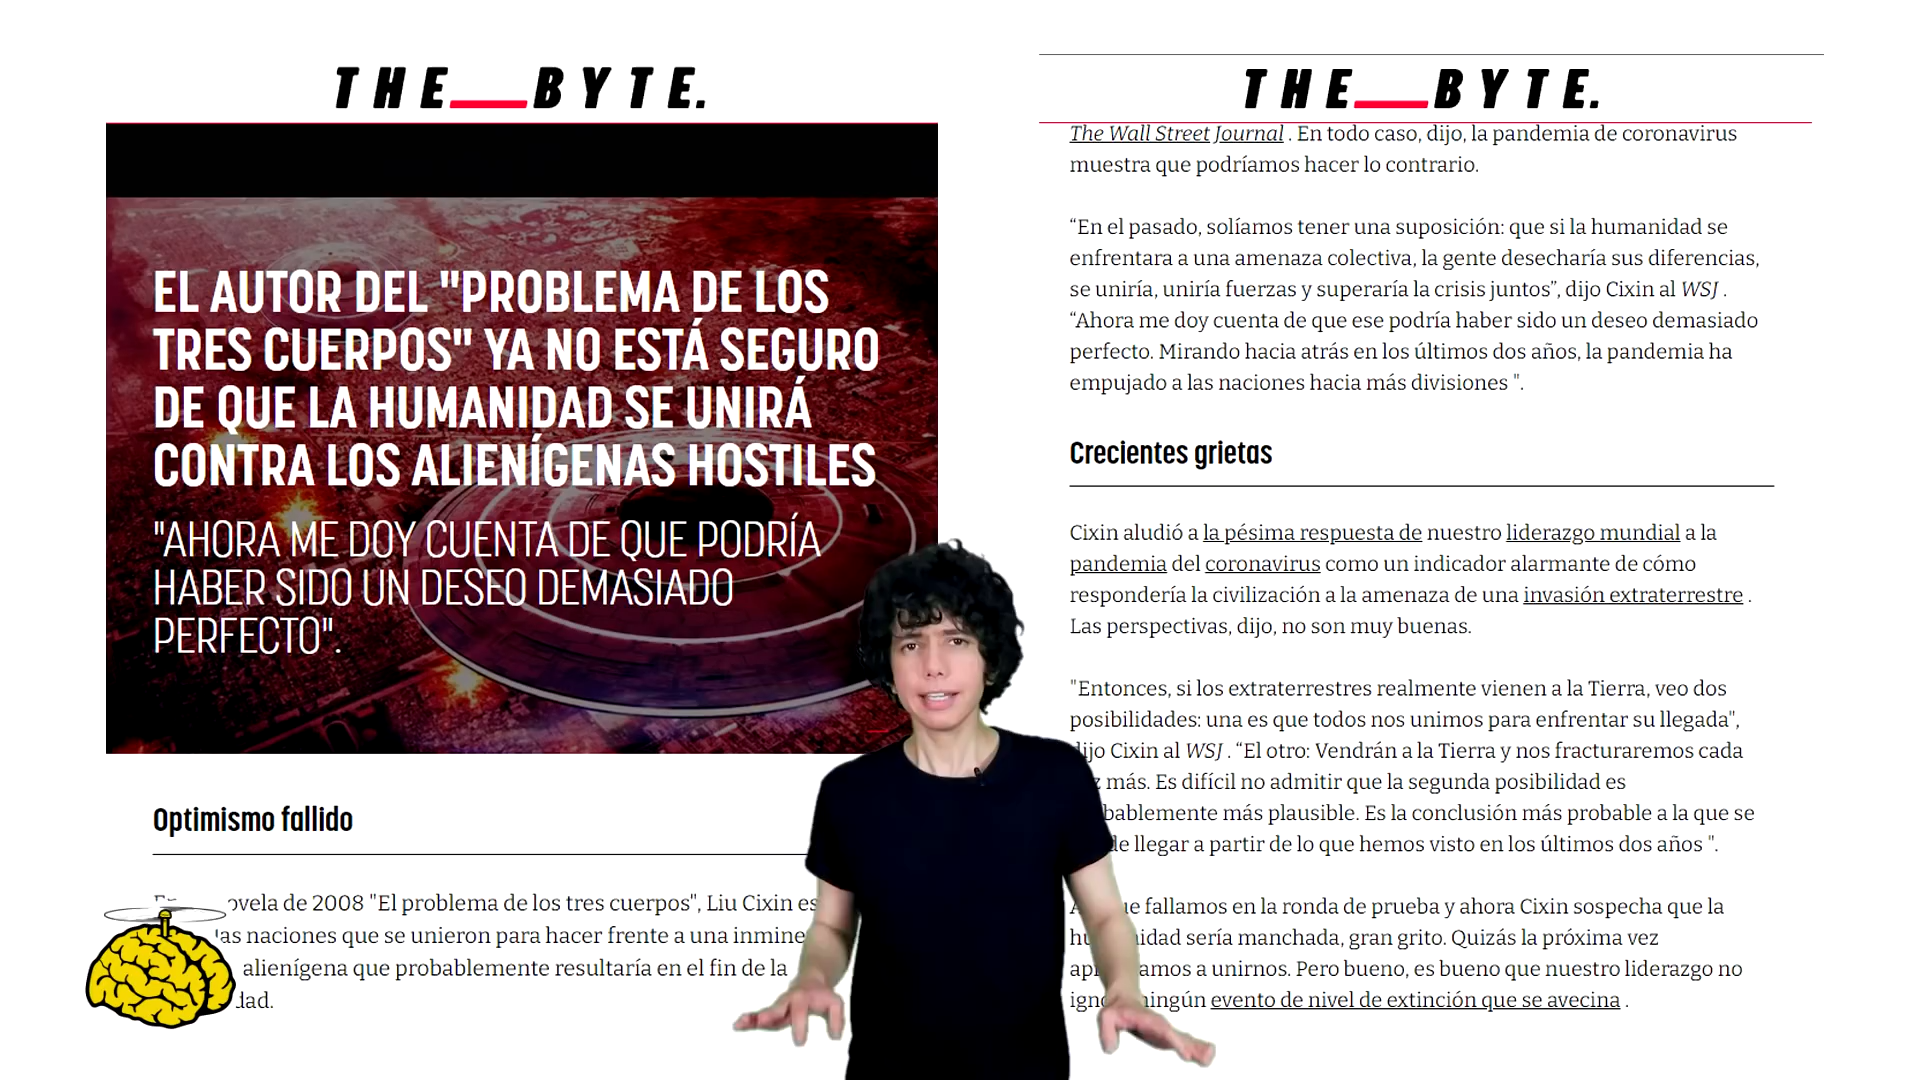 THE__BYTE.
EL AUTOR DEL "PROBLEMA DE LOS
TRES CUERPOS" YA NO ESTÁ SEGURO
DE QUE LA HUMANIDAD SE UNIRÁ
CONTRA LOS ALIENÍGENAS HOSTILES
"AHORA ME DOY CUENTA DE QUE PODRÍA
HABER SIDO UN DESEO DEMASIADO
PERFECTO".
Optimismo fallido
de 2008 "El problema de los tres cuerpos", Liu Cixin
naciones que se unieron para hacer frente a una
alienígena que probablemente resultaría en el fin de la
THE__BYTE.
The Wall Street Journal . En todo caso, dijo, la pandemia de coronavirus
muestra que podríamos hacer lo contrario.
“En el pasado, solíamos tener una suposición: que si la humanidad se
enfrentara a una amenaza colectiva, la gente desecharía sus diferencias,
se uniría, uniría fuerzas y superaría la crisis juntos”, dijo Cixin al WSJ .
“Ahora me doy cuenta de que ese podría haber sido un deseo demasiado
perfecto. Mirando hacia atrás en los últimos dos años, la pandemia ha
empujado a las naciones hacia más divisiones ".
Crecientes grietas
Cixin aludió a la pésima respuesta de nuestro liderazgo mundial a la
pandemia del coronavirus como un indicador alarmante de cómo
respondería la civilización a la amenaza de una invasión extraterrestre .
Las perspectivas, dijo, no son muy buenas.
"Entonces, si los extraterrestres realmente vienen a la Tierra, veo dos
posibilidades: una es que todos nos unimos para enfrentar su llegada",
dijo Cixin al WSJ . “El otro: Vendrán a la Tierra y nos fracturaremos cada
más. Es difícil no admitir que la segunda posibilidad es
probablemente más plausible. Es la conclusión más probable a la que se
llegar a partir de lo que hemos visto en los últimos dos años ".
fallamos en la ronda de prueba y ahora Cixin sospecha que la
humanidad sería manchada, gran grito. Quizás la próxima vez
a unirnos. Pero bueno, es bueno que nuestro liderazgo no
ningún evento de nivel de extinción que se avecina .